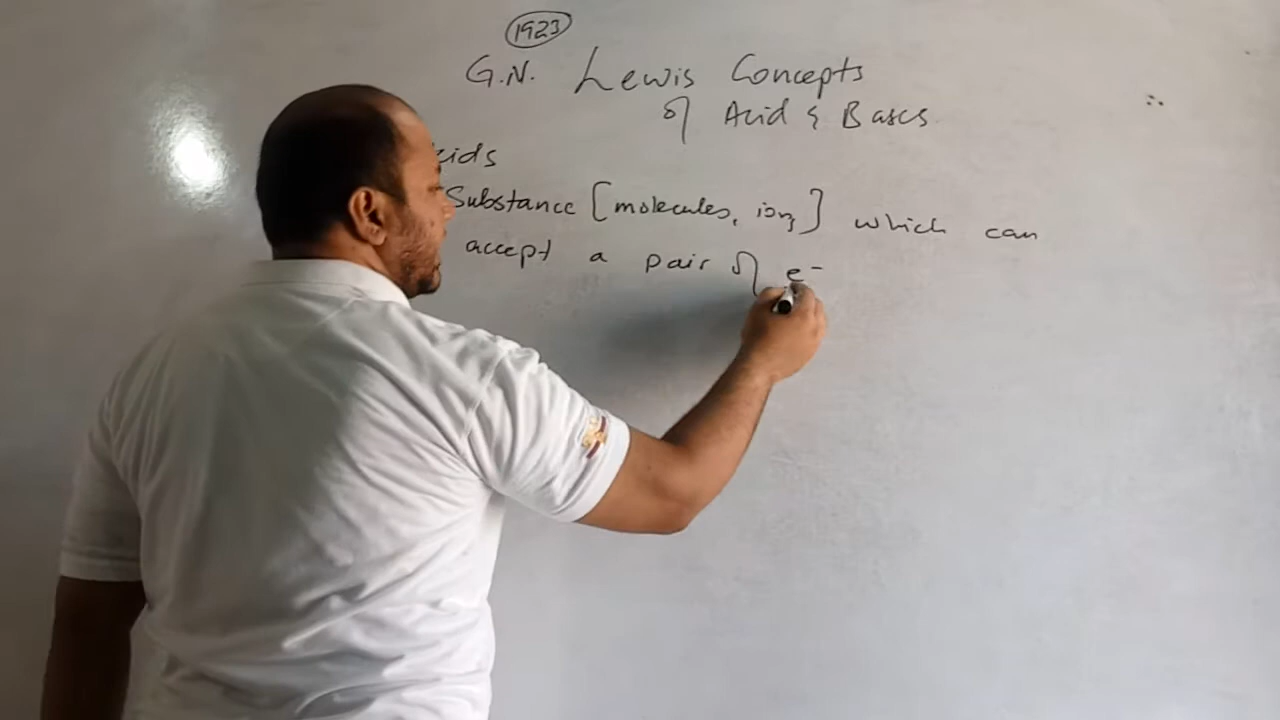 1923
G.N. Lewis Concepts
of Acid & Bases
cids
Substance [molecules, ions] which can
accept a pair of e⁻